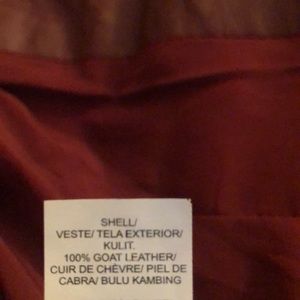 SHELL/
VESTE/ TELA EXTERIOR/
KULIT.
100% GOAT LEATHER/
CUIR DE CHÈVRE/ PIEL DE
CABRA/ BULU KAMBING